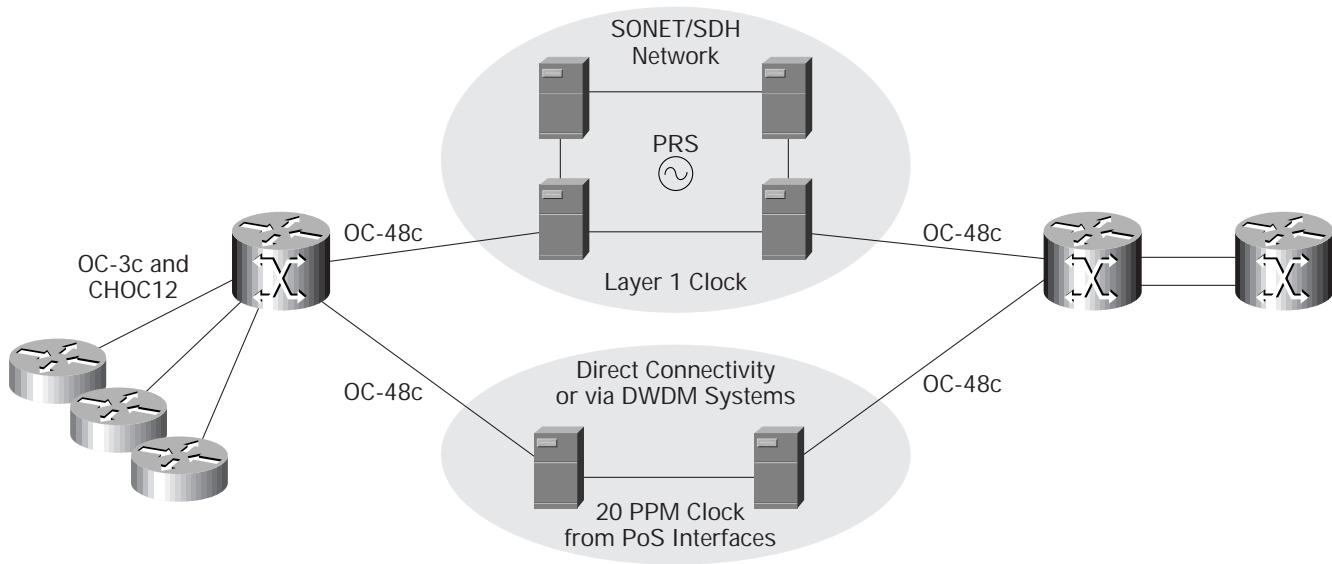 SONET/SDH
Network
PRS
OC-48c
OC-48c
OC-3c and
CHOC12
Layer 1 Clock
Direct Connectivity
or via DWDM Systems
OC-48c
OC-48c
20 PPM Clock
from PoS Interfaces